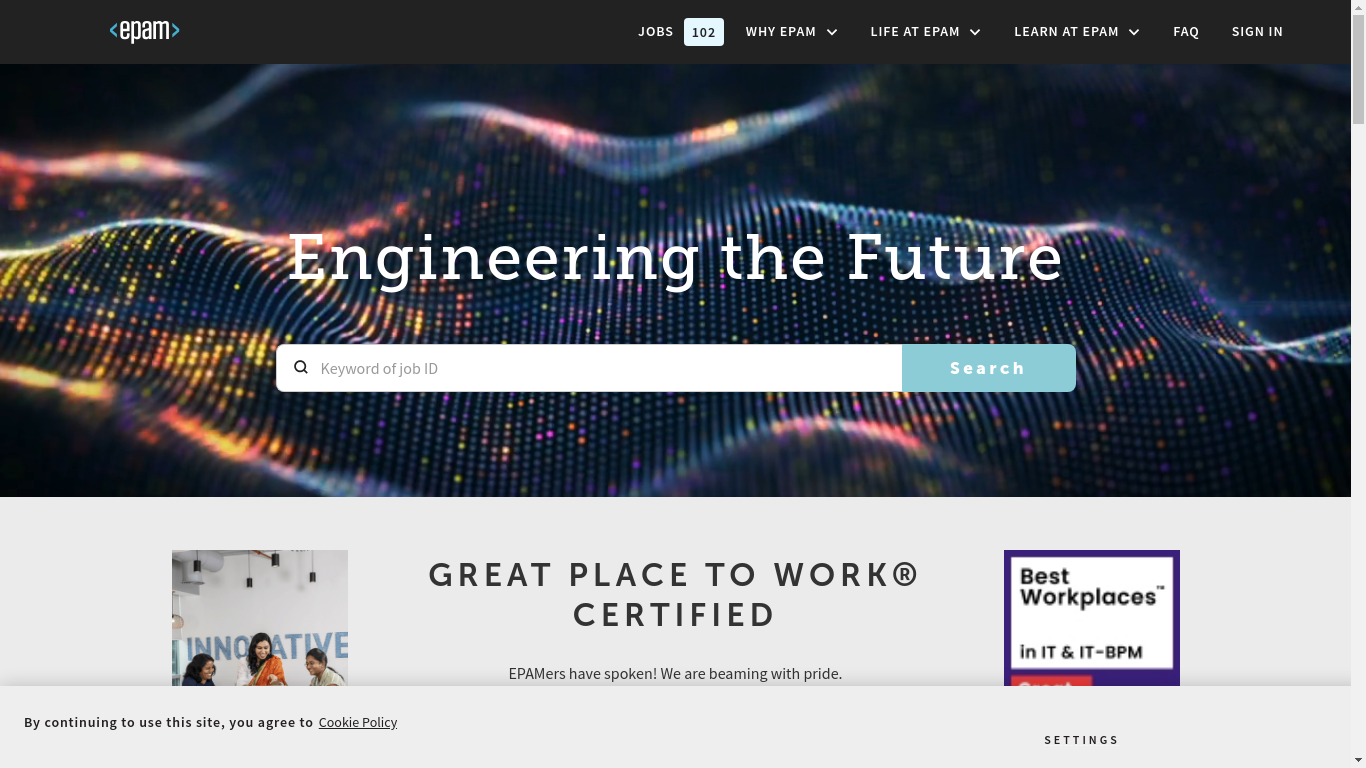 <epam>
JOBS 102 WHY EPAM LIFE AT EPAM LEARN AT EPAM FAQ SIGN IN
Engineering the Future
Keyword of job ID Search
INNOVATIVE
GREAT PLACE TO WORK®
CERTIFIED
EPAMers have spoken! We are beaming with pride.
Best
Workplaces™
in IT & IT-BPM
Great
By continuing to use this site, you agree to Cookie Policy
SETTINGS